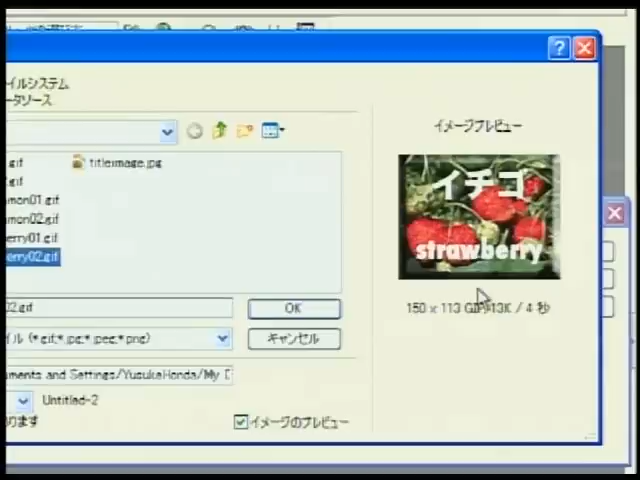 イルシステム
ータソース
イメージプレビュー
.gif
titleimage.jpg
.gif
mon01.gif
mon02.gif
erry01.gif
erry02.gif
イチゴ
strawberry
02.gif
OK
150 x 113 GIF, 13K / 4 秒
イル (*.gif;*.jpg;*.jpeg;*.png)
キャンセル
uments and Settings/YusukeHonda/My D
Untitled-2
ります
イメージのプレビュー